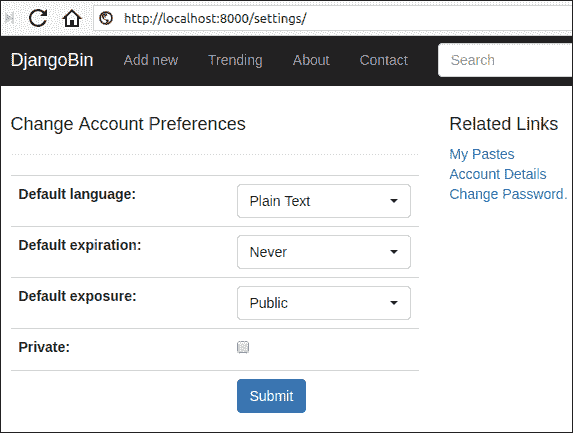 http://localhost:8000/settings/
DjangoBin Add new Trending About Contact Search
Change Account Preferences
Default language: Plain Text
Default expiration: Never
Default exposure: Public
Private:
Submit
Related Links
My Pastes
Account Details
Change Password.